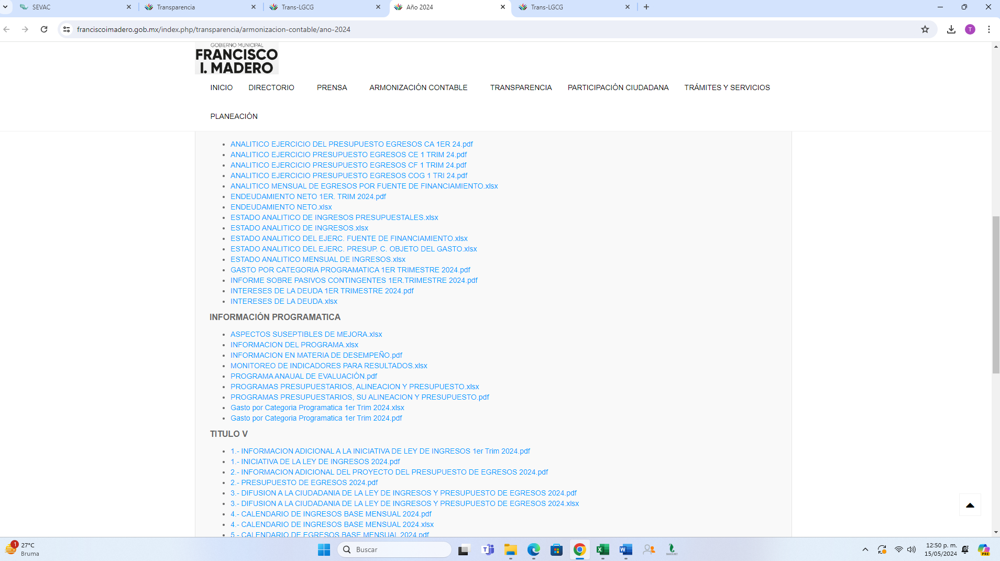 SEVAC
Transparencia
Trans-LGCG
Año 2024
Trans-LGCG
franciscoimadero.gob.mx/index.php/transparencia/armonizacion-contable/ano-2024
T
GOBIERNO MUNICIPAL
FRANCISCO
I. MADERO
INICIO DIRECTORIO PRENSA ARMONIZACIÓN CONTABLE TRANSPARENCIA PARTICIPACIÓN CIUDADANA TRÁMITES Y SERVICIOS
PLANEACIÓN
ANALITICO EJERCICIO DEL PRESUPUESTO EGRESOS CA 1ER 24.pdf
ANALITICO EJERCICIO PRESUPUESTO EGRESOS CE 1 TRIM 24.pdf
ANALITICO EJERCICIO PRESUPUESTO EGRESOS CF 1 TRIM 24.pdf
ANALITICO EJERCICIO PRESUPUESTO EGRESOS COG 1 TRI 24.pdf
ANALITICO MENSUAL DE EGRESOS POR FUENTE DE FINANCIAMIENTO.xlsx
ENDEUDAMIENTO NETO 1ER. TRIM 2024.pdf
ENDEUDAMIENTO NETO.xlsx
ESTADO ANALITICO DE INGRESOS PRESUPUESTALES.xlsx
ESTADO ANALITICO DE INGRESOS.xlsx
ESTADO ANALITICO DEL EJERC. FUENTE DE FINANCIAMIENTO.xlsx
ESTADO ANALITICO DEL EJERC. PRESUP. C. OBJETO DEL GASTO.xlsx
ESTADO ANALITICO MENSUAL DE INGRESOS.xlsx
GASTO POR CATEGORIA PROGRAMATICA 1ER TRIMESTRE 2024.pdf
INFORME SOBRE PASIVOS CONTINGENTES 1ER.TRIMESTRE 2024.pdf
INTERESES DE LA DEUDA 1ER TRIMESTRE 2024.pdf
INTERESES DE LA DEUDA.xlsx
INFORMACIÓN PROGRAMATICA
ASPECTOS SUSEPTIBLES DE MEJORA.xlsx
INFORMACION DEL PROGRAMA.xlsx
INFORMACION EN MATERIA DE DESEMPEÑO.pdf
MONITOREO DE INDICADORES PARA RESULTADOS.xlsx
PROGRAMA ANAUAL DE EVALUACIÓN.pdf
PROGRAMAS PRESUPUESTARIOS, ALINEACION Y PRESUPUESTO.xlsx
PROGRAMAS PRESUPUESTARIOS, SU ALINEACION Y PRESUPUESTO.pdf
Gasto por Categoria Programatica 1er Trim 2024.xlsx
Gasto por Categoria Programatica 1er Trim 2024.pdf
TITULO V
1.- INFORMACION ADICIONAL A LA INICIATIVA DE LEY DE INGRESOS 1er Trim 2024.pdf
1.- INICIATIVA DE LA LEY DE INGRESOS 2024.pdf
2.- INFORMACION ADICIONAL DEL PROYECTO DEL PRESUPUESTO DE EGRESOS 2024.pdf
2.- PRESUPUESTO DE EGRESOS 2024.pdf
3.- DIFUSION A LA CIUDADANIA DE LA LEY DE INGRESOS Y PRESUPUESTO DE EGRESOS 2024.pdf
3.- DIFUSION A LA CIUDADANIA DE LA LEY DE INGRESOS Y PRESUPUESTO DE EGRESOS 2024.xlsx
4.- CALENDARIO DE INGRESOS BASE MENSUAL 2024.pdf
4.- CALENDARIO DE INGRESOS BASE MENSUAL 2024.xlsx
5.- CALENDARIO DE EGRESOS BASE MENSUAL 2024.pdf
1
27°C
Bruma
Buscar
12:50 p. m.
15/05/2024
PRE